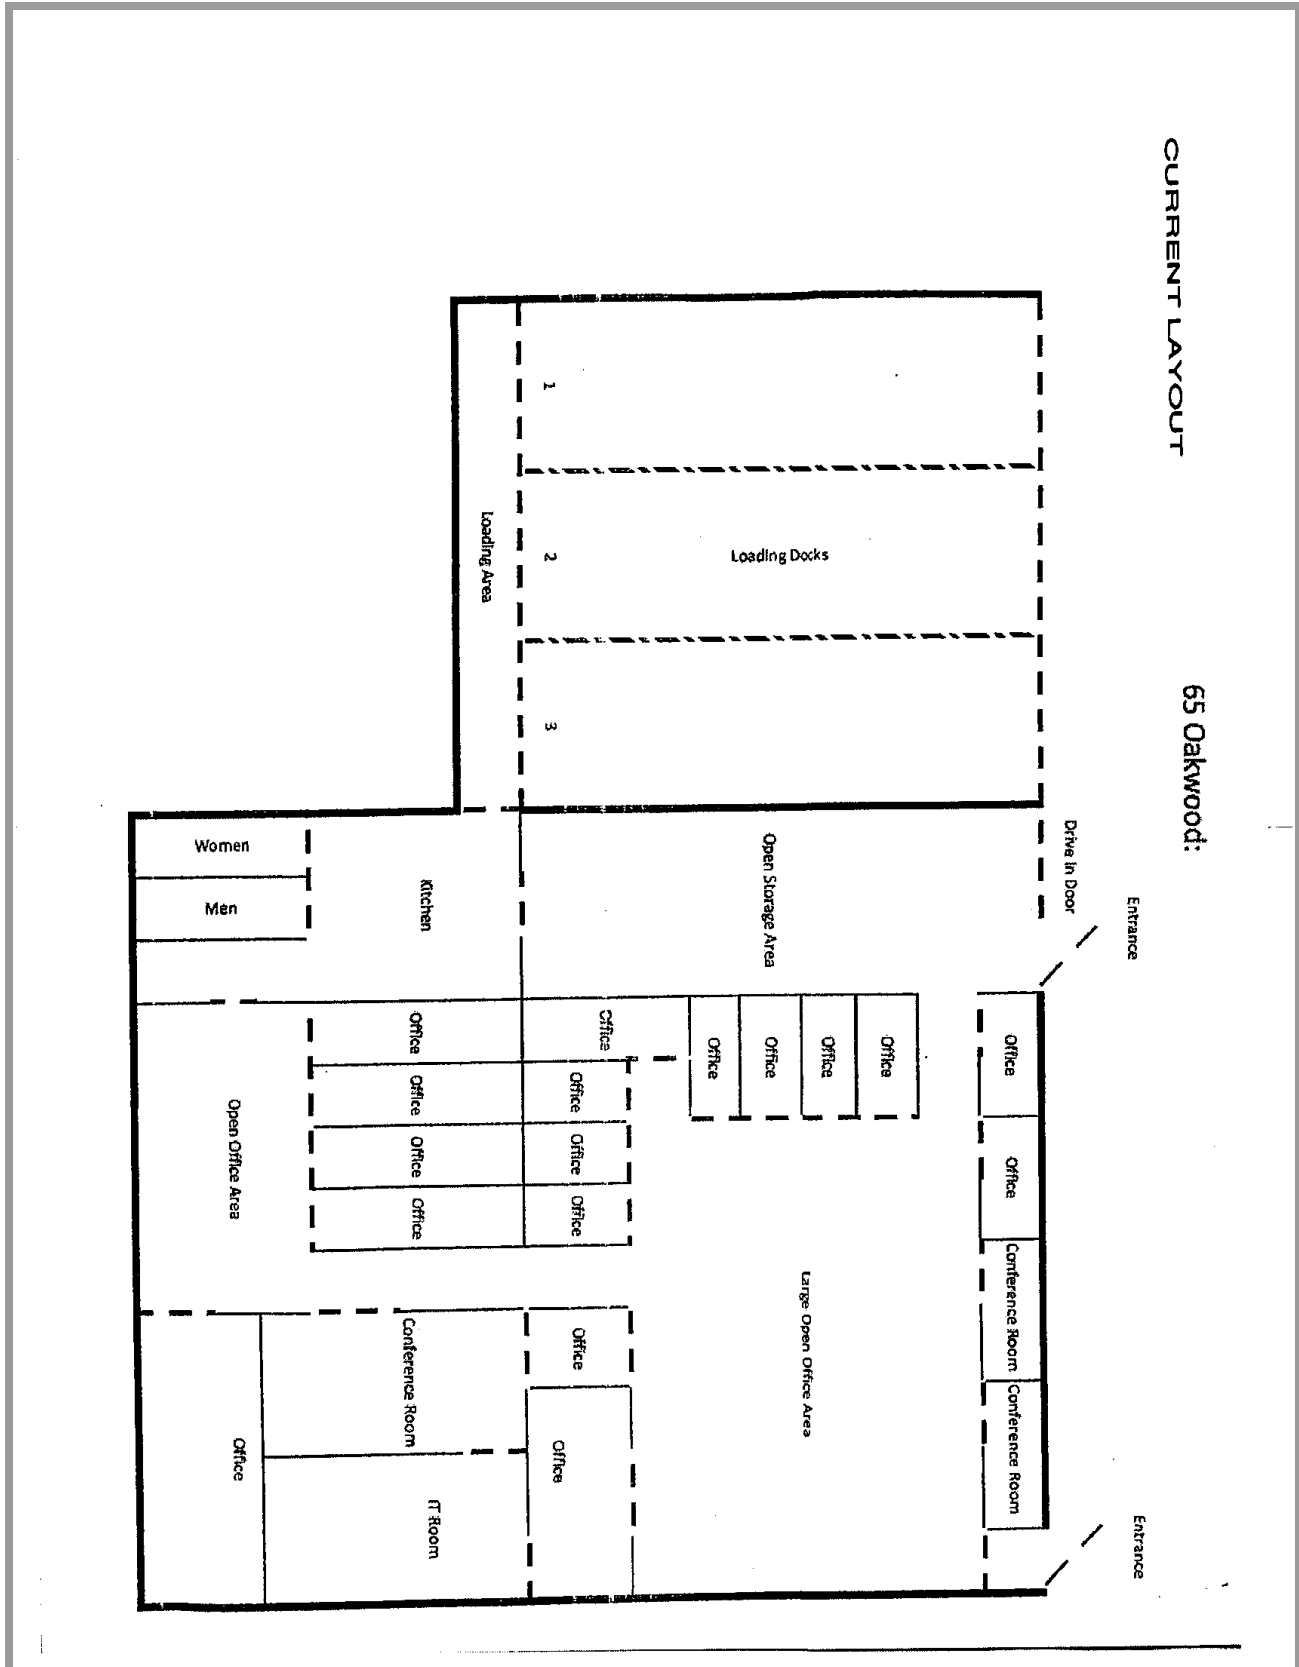 CURRENT LAYOUT
65 Oakwood:
Entrance
Entrance
Drive In Door
Loading Docks
1
2
3
Loading Area
Open Storage Area
Kitchen
Women
Men
Office
Office
Conference Room
Conference Room
Office
Office
Office
Office
Large Open Office Area
Office
Office
Office
Office
Office
Office
Office
Office
Open Office Area
Office
Office
Conference Room
IT Room
Office